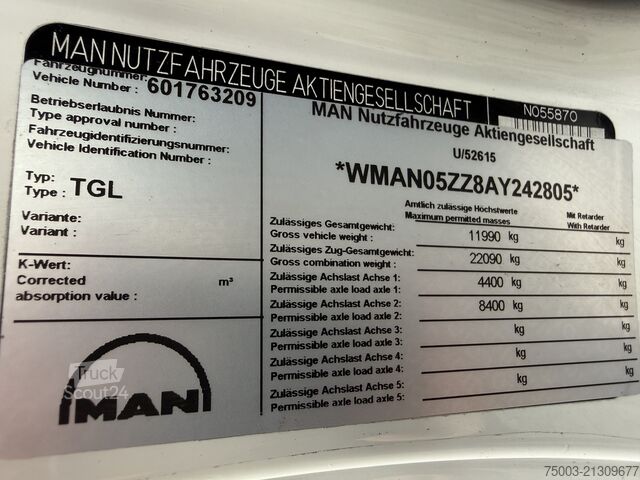 MAN NUTZFAHRZEUGE AKTIENGESELLSCHAFT
N055870
Fahrzeugnummer:
Vehicle Number : 601763209
Betriebserlaubnis Nummer:
Type approval number :
Fahrzeugidentifizierungsnummer:
Vehicle Identification Number :
Typ:
Type : TGL
Variante:
Variant :
K-Wert:
Corrected m³
absorption value :
MAN
MAN Nutzfahrzeuge Aktiengesellschaft
U/52615
*WMAN05ZZ8AY242805*
Amtlich zulässige Höchstwerte Mit Retarder
Maximum permitted masses With Retarder
Zulässiges Gesamtgewicht:
Gross vehicle weight : 11990 kg kg
Zulässiges Zug-Gesamtgewicht:
Gross combination weight : 22090 kg kg
Zulässige Achslast Achse 1:
Permissible axle load axle 1: 4400 kg kg
Zulässige Achslast Achse 2:
Permissible axle load axle 2: 8400 kg kg
Zulässige Achslast Achse 3:
Permissible axle load axle 3: kg kg
Zulässige Achslast Achse 4:
Permissible axle load axle 4: kg kg
Zulässige Achslast Achse 5:
Permissible axle load axle 5: kg kg
Truck
Scout24
75003-21309677